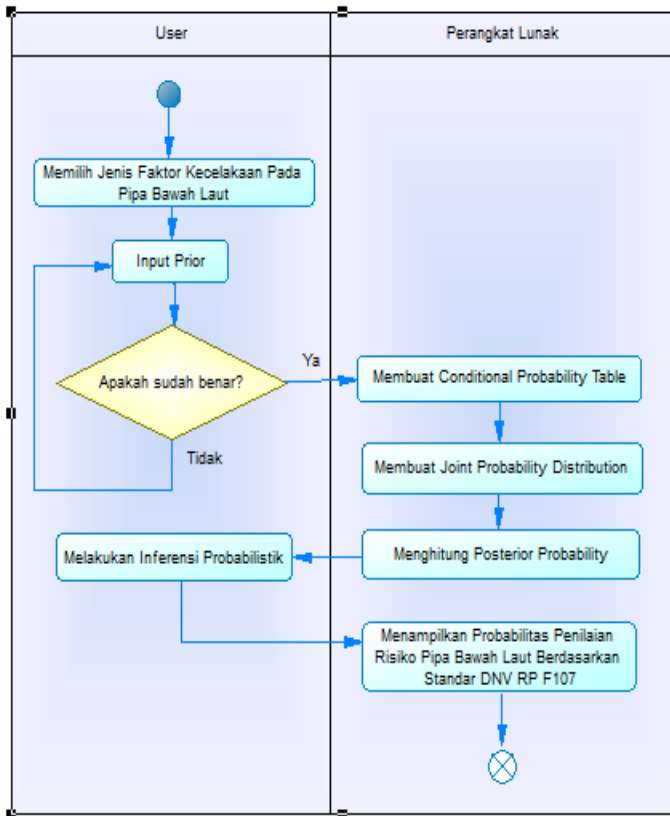 User
Perangkat Lunak
Memilih Jenis Faktor Kecelakaan Pada
Pipa Bawah Laut
Input Prior
Apakah sudah benar?
Ya
Tidak
Membuat Conditional Probability Table
Membuat Joint Probability Distribution
Menghitung Posterior Probability
Melakukan Inferensi Probabilistik
Menampilkan Probabilitas Penilaian
Risiko Pipa Bawah Laut Berdasarkan
Standar DNV RP F107